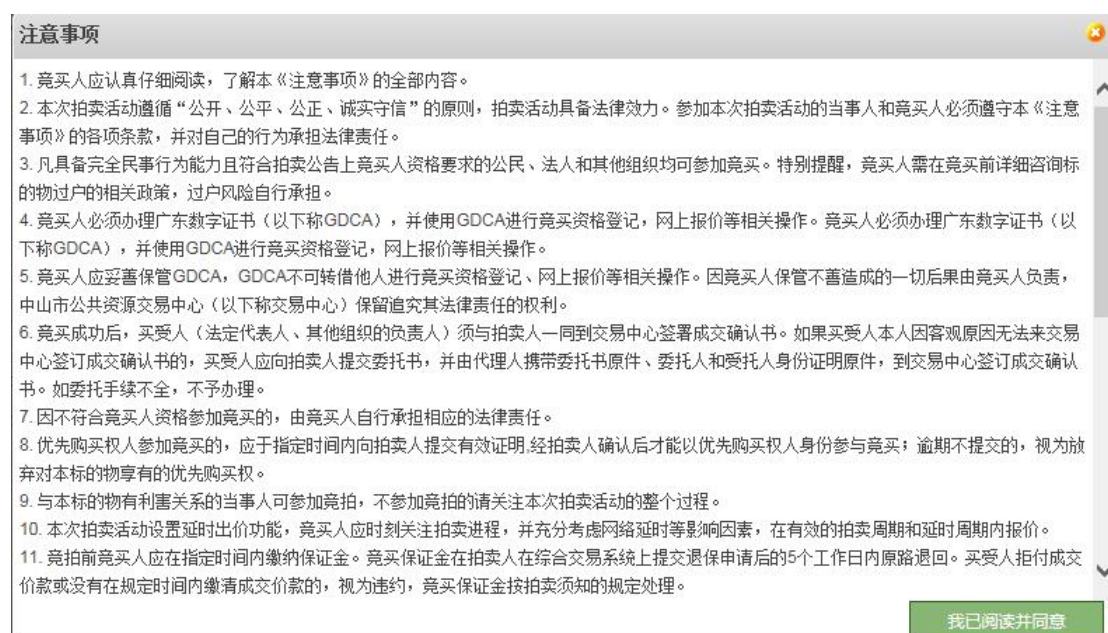 注意事项
1. 竞买人应认真仔细阅读，了解本《注意事项》的全部内容。
2. 本次拍卖活动遵循“公开、公平、公正、诚实守信”的原则，拍卖活动具备法律效力。参加本次拍卖活动的当事人和竞买人必须遵守本《注意
事项》的各项条款，并对自己的行为承担法律责任。
3. 凡具备完全民事行为能力且符合拍卖公告上竞买人资格要求的公民、法人和其他组织均可参加竞买。特别提醒，竞买人需在竞买前详细咨询标
的物过户的相关政策，过户风险自行承担。
4. 竞买人必须办理广东数字证书（以下称GDCA），并使用GDCA进行竞买资格登记，网上报价等相关操作。竞买人必须办理广东数字证书（以
下称GDCA），并使用GDCA进行竞买资格登记，网上报价等相关操作。
5. 竞买人应妥善保管GDCA，GDCA不可转借他人进行竞买资格登记、网上报价等相关操作。因竞买人保管不善造成的一切后果由竞买人负责，
中山市公共资源交易中心（以下称交易中心）保留追究其法律责任的权利。
6. 竞买成功后，买受人（法定代表人、其他组织的负责人）须与拍卖人一同到交易中心签署成交确认书。如果买受人本人因客观原因无法来交易
中心签订成交确认书的，买受人应向拍卖人提交委托书，并由代理人携带委托书原件、委托人和受托人身份证明原件，到交易中心签订成交确认
书。如委托手续不全，不予办理。
7. 因不符合竞买人资格参加竞买的，由竞买人自行承担相应的法律责任。
8. 优先购买权人参加竞买的，应于指定时间内向拍卖人提交有效证明,经拍卖人确认后才能以优先购买权人身份参与竞买；逾期不提交的，视为放
弃对本标的物享有的优先购买权。
9. 与本标的物有利害关系的当事人可参加竞拍，不参加竞拍的请关注本次拍卖活动的整个过程。
10. 本次拍卖活动设置延时出价功能，竞买人应时刻关注拍卖进程，并充分考虑网络延时等影响因素，在有效的拍卖周期和延时周期内报价。
11. 竞拍前竞买人应在指定时间内缴纳保证金。竞买保证金在拍卖人在综合交易系统上提交退保申请后的5个工作日内原路退回。买受人拒付成交
价款或没有在规定时间内缴清成交价款的，视为违约，竞买保证金按拍卖须知的规定处理。
我已阅读并同意